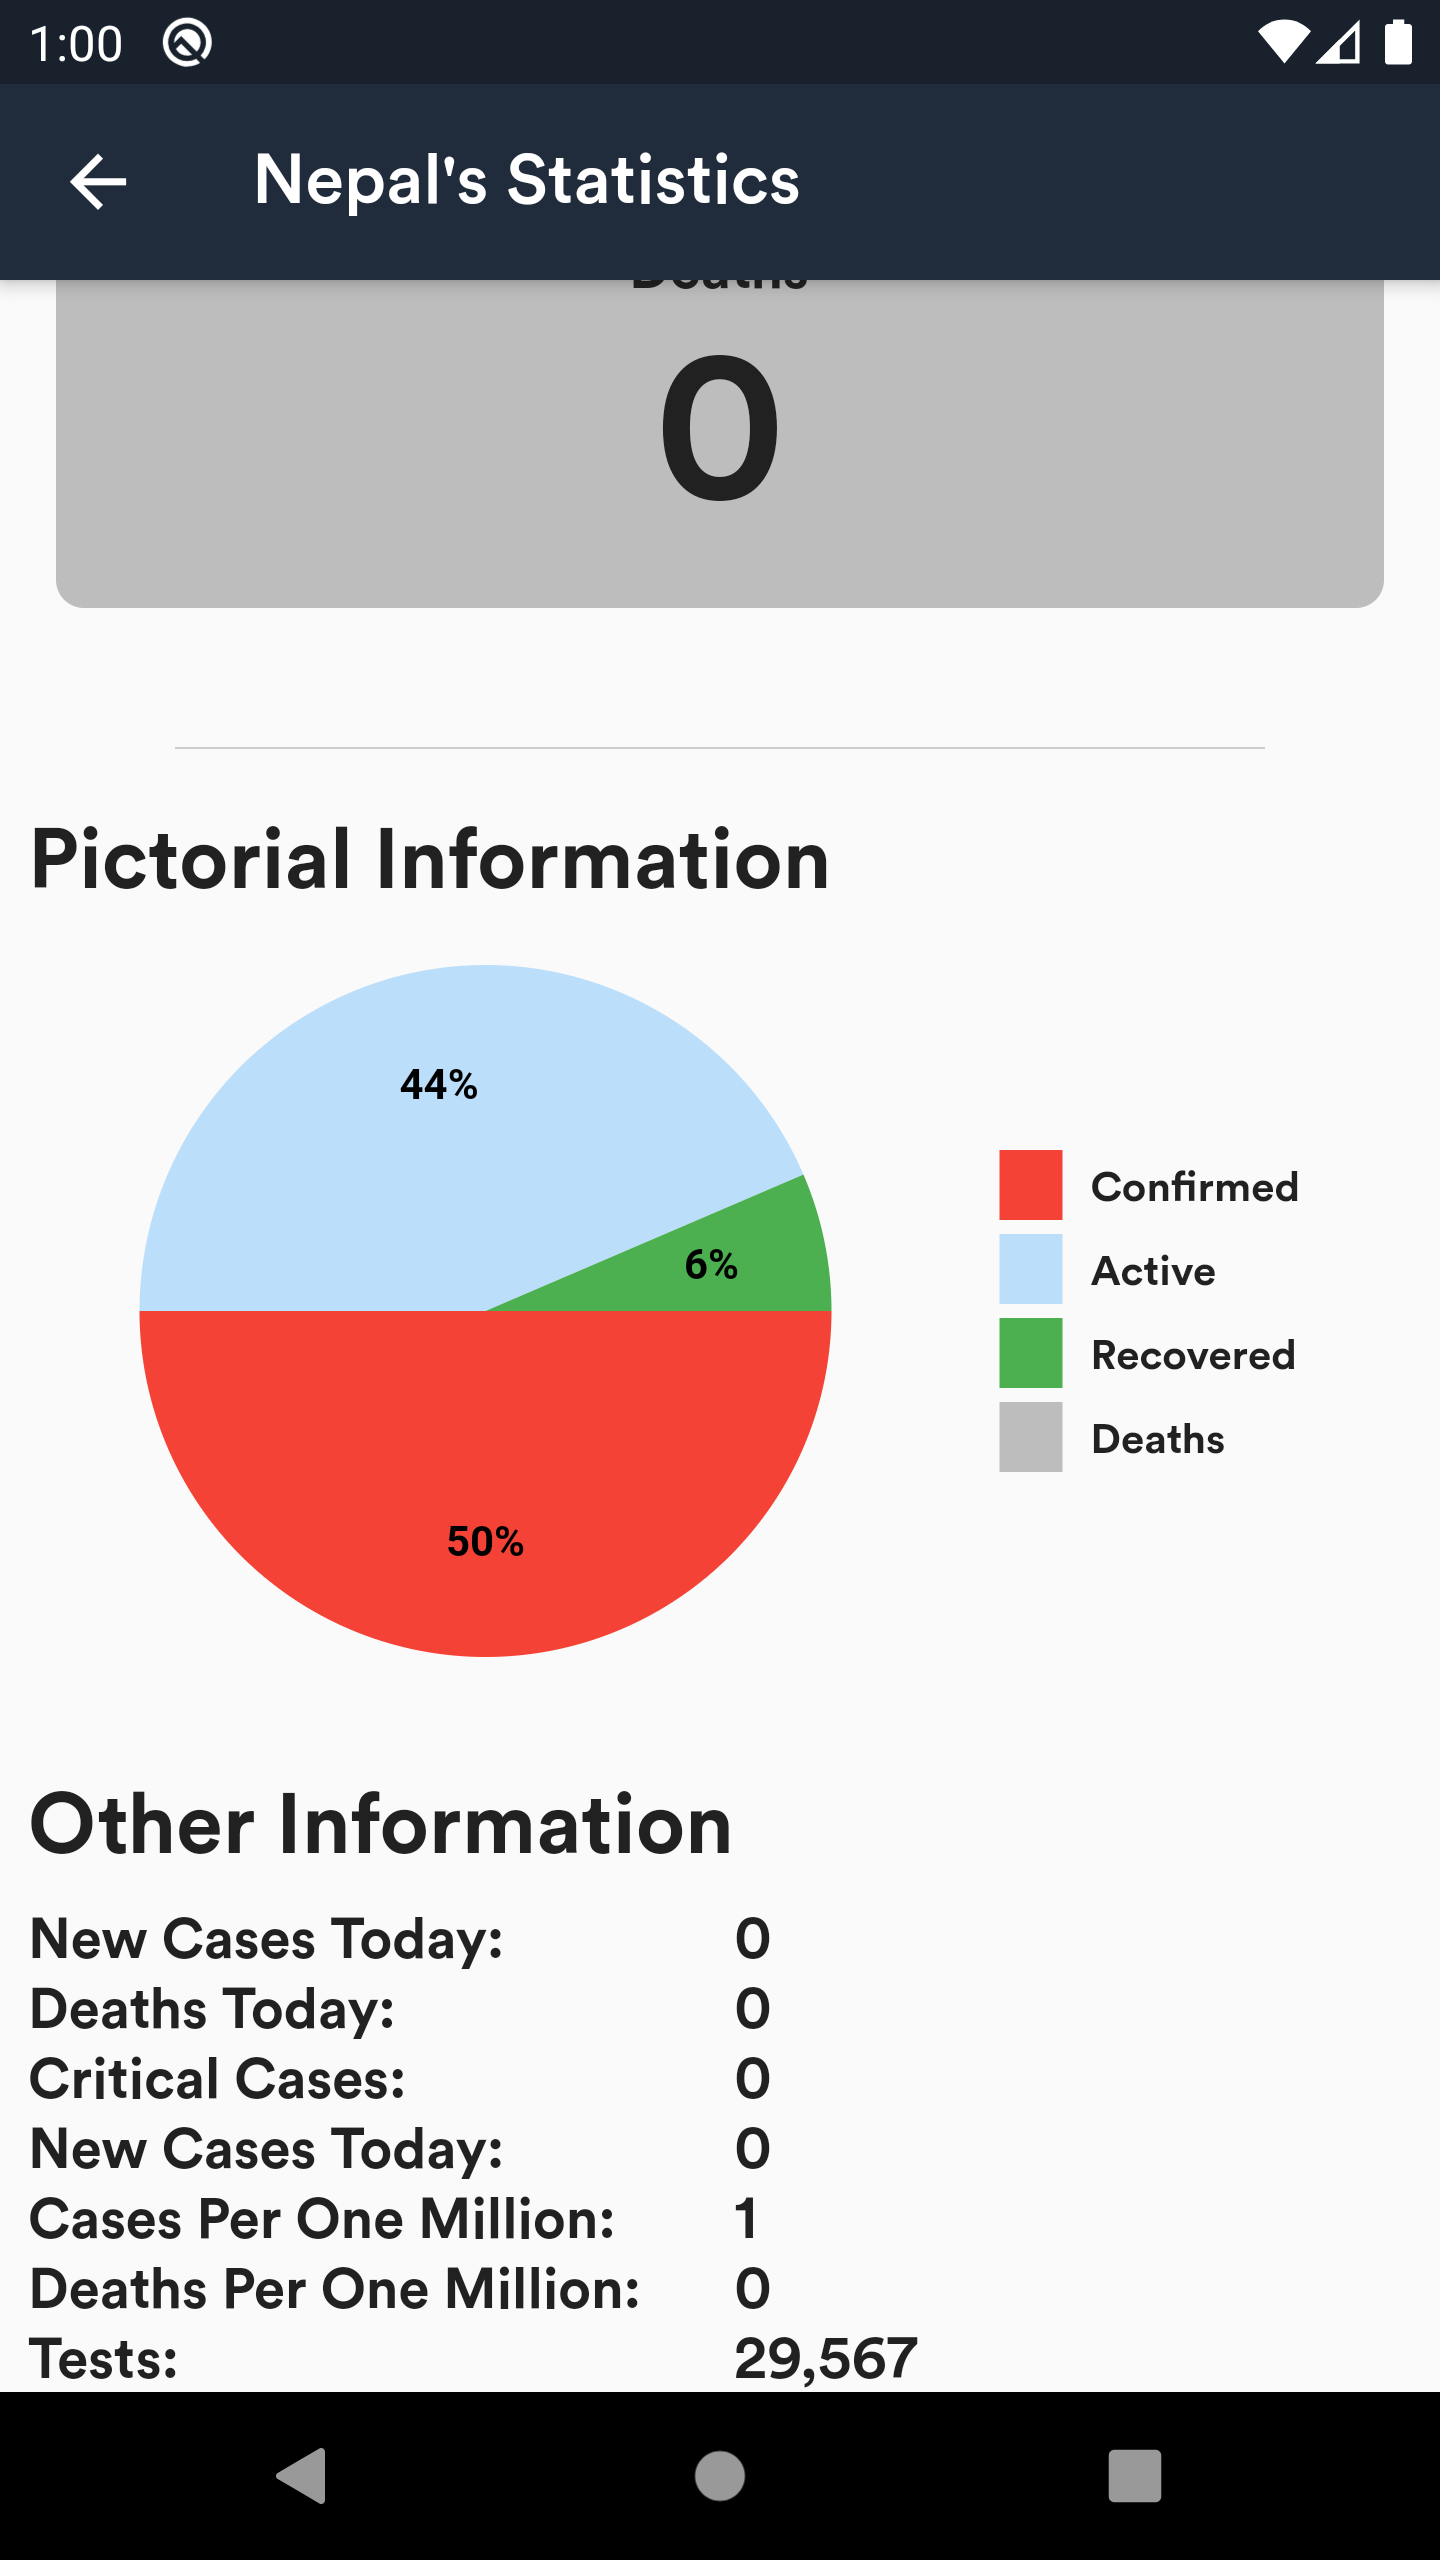 1:00
Nepal's Statistics
Deaths
0
Pictorial Information
44%
6%
50%
Confirmed
Active
Recovered
Deaths
Other Information
New Cases Today: 0
Deaths Today: 0
Critical Cases: 0
New Cases Today: 0
Cases Per One Million: 1
Deaths Per One Million: 0
Tests: 29,567